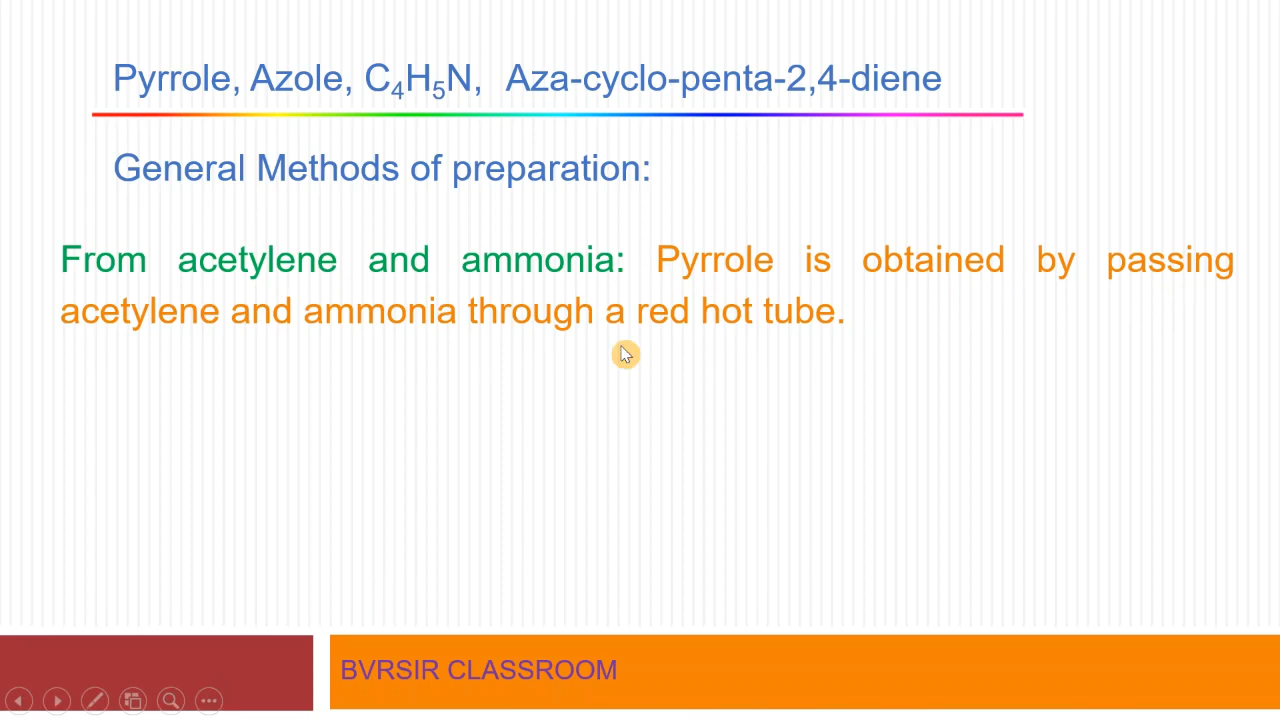 Pyrrole, Azole, C₄H₅N, Aza-cyclo-penta-2,4-diene
General Methods of preparation:
From acetylene and ammonia: Pyrrole is obtained by passing
acetylene and ammonia through a red hot tube.
BVRSIR CLASSROOM